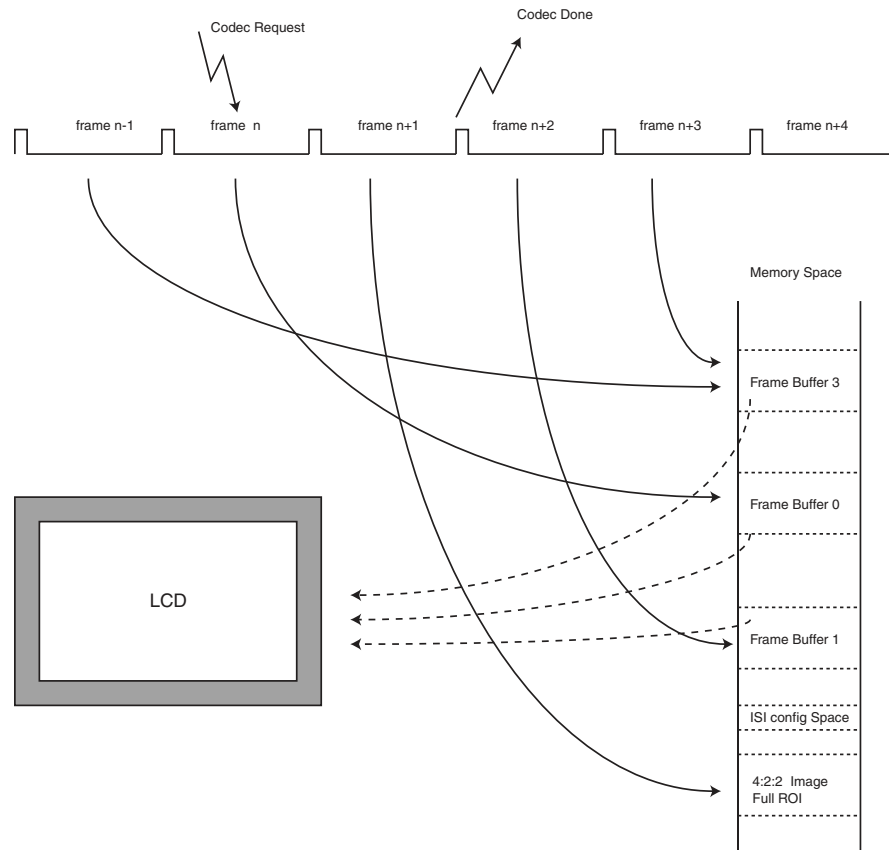 Codec Request
Codec Done
frame n-1
frame n
frame n+1
frame n+2
frame n+3
frame n+4
Memory Space
Frame Buffer 3
Frame Buffer 0
LCD
Frame Buffer 1
ISI config Space
4:2:2 Image
Full ROI